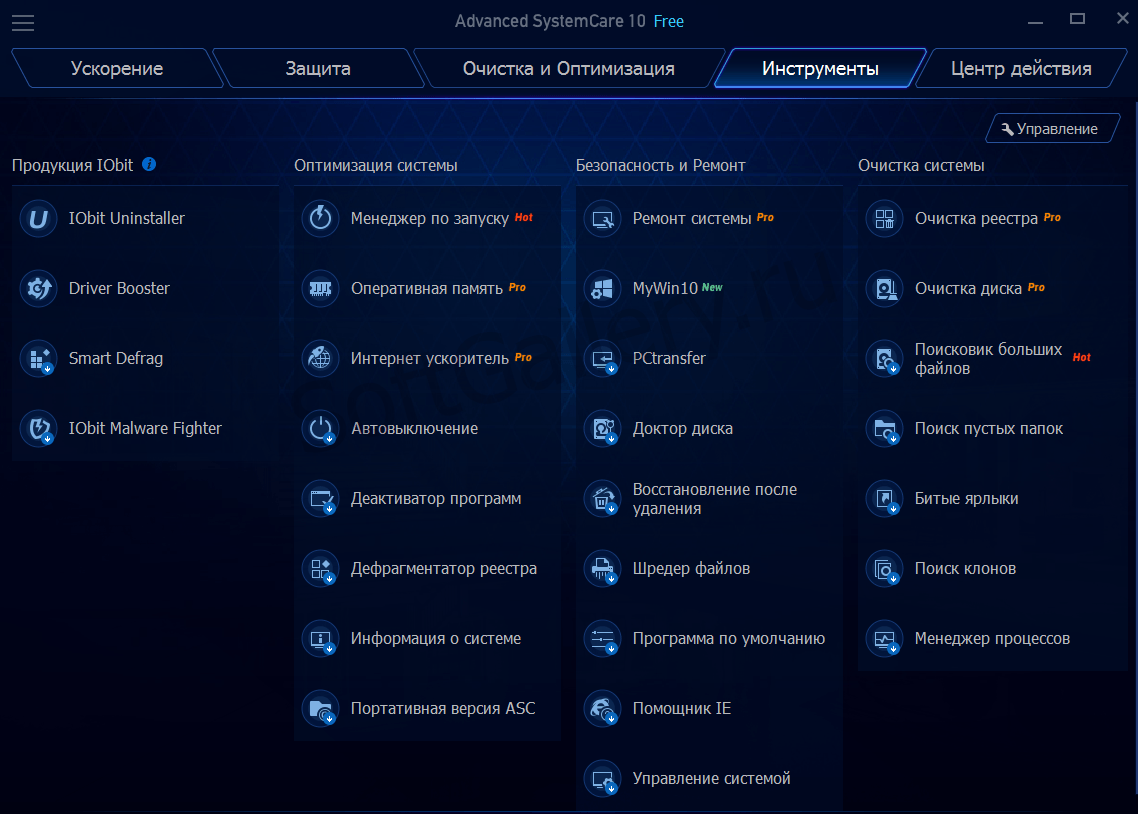 Advanced SystemCare 10 Free
Ускорение
Защита
Очистка и Оптимизация
Инструменты
Центр действия
Управление
Продукция IObit
IObit Uninstaller
Driver Booster
Smart Defrag
IObit Malware Fighter
Оптимизация системы
Менеджер по запуску Hot
Оперативная память Pro
Интернет ускоритель Pro
Автовыключение
Деактиватор программ
Дефрагментатор реестра
Информация о системе
Портативная версия ASC
Безопасность и Ремонт
Ремонт системы Pro
MyWin10 New
PCtransfer
Доктор диска
Восстановление после
удаления
Шредер файлов
Программа по умолчанию
Помощник IE
Управление системой
Очистка системы
Очистка реестра Pro
Очистка диска Pro
Поисковик больших
файлов Hot
Поиск пустых папок
Битые ярлыки
Поиск клонов
Менеджер процессов
SoftGallery.ru